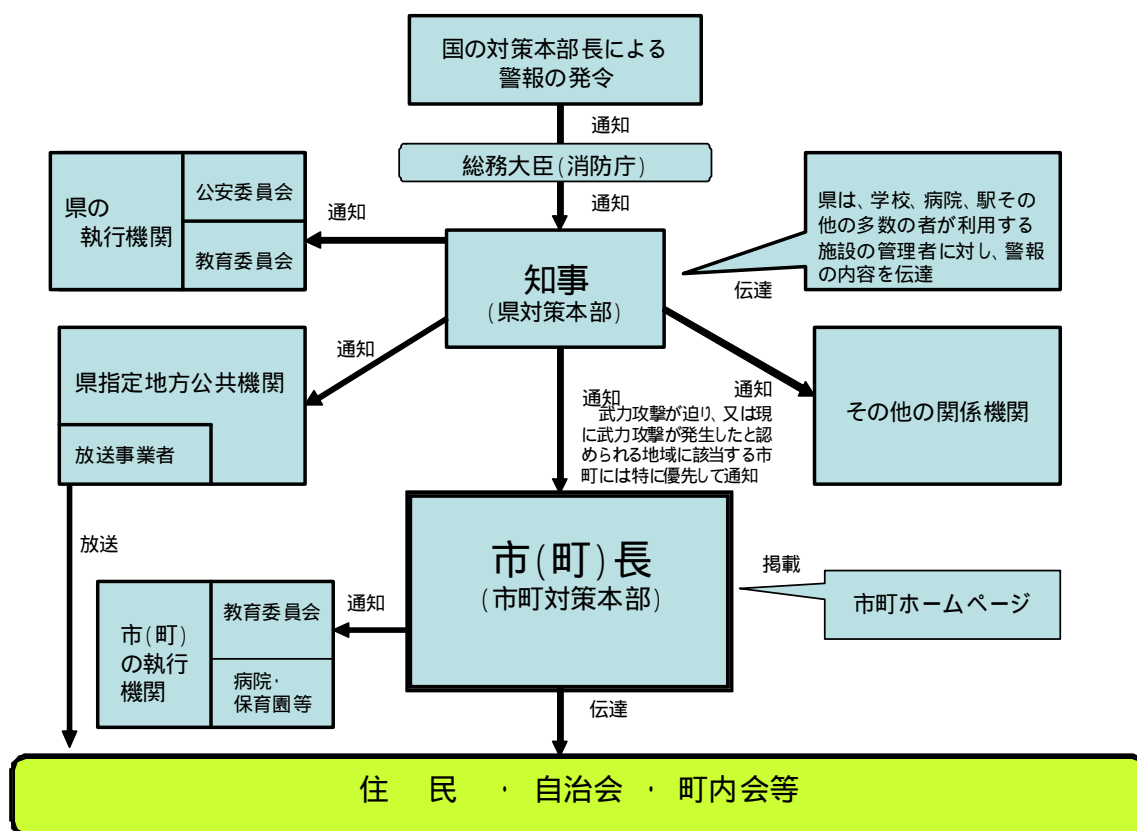 国の対策本部長による
警報の発令
通知
総務大臣(消防庁)
通知
県の
執行機関
公安委員会
教育委員会
通知
知事
(県対策本部)
県は、学校、病院、駅その
他の多数の者が利用する
施設の管理者に対し、警報
の内容を伝達
伝達
県指定地方公共機関
放送事業者
通知
通知
武力攻撃が迫り、又は現
に武力攻撃が発生したと認
められる地域に該当する市
町には特に優先して通知
通知
その他の関係機関
放送
市(町)長
(市町対策本部)
掲載
市町ホームページ
市(町)
の執行
機関
教育委員会
病院・
保育園等
通知
伝達
住 民 ・ 自治会 ・ 町内会等